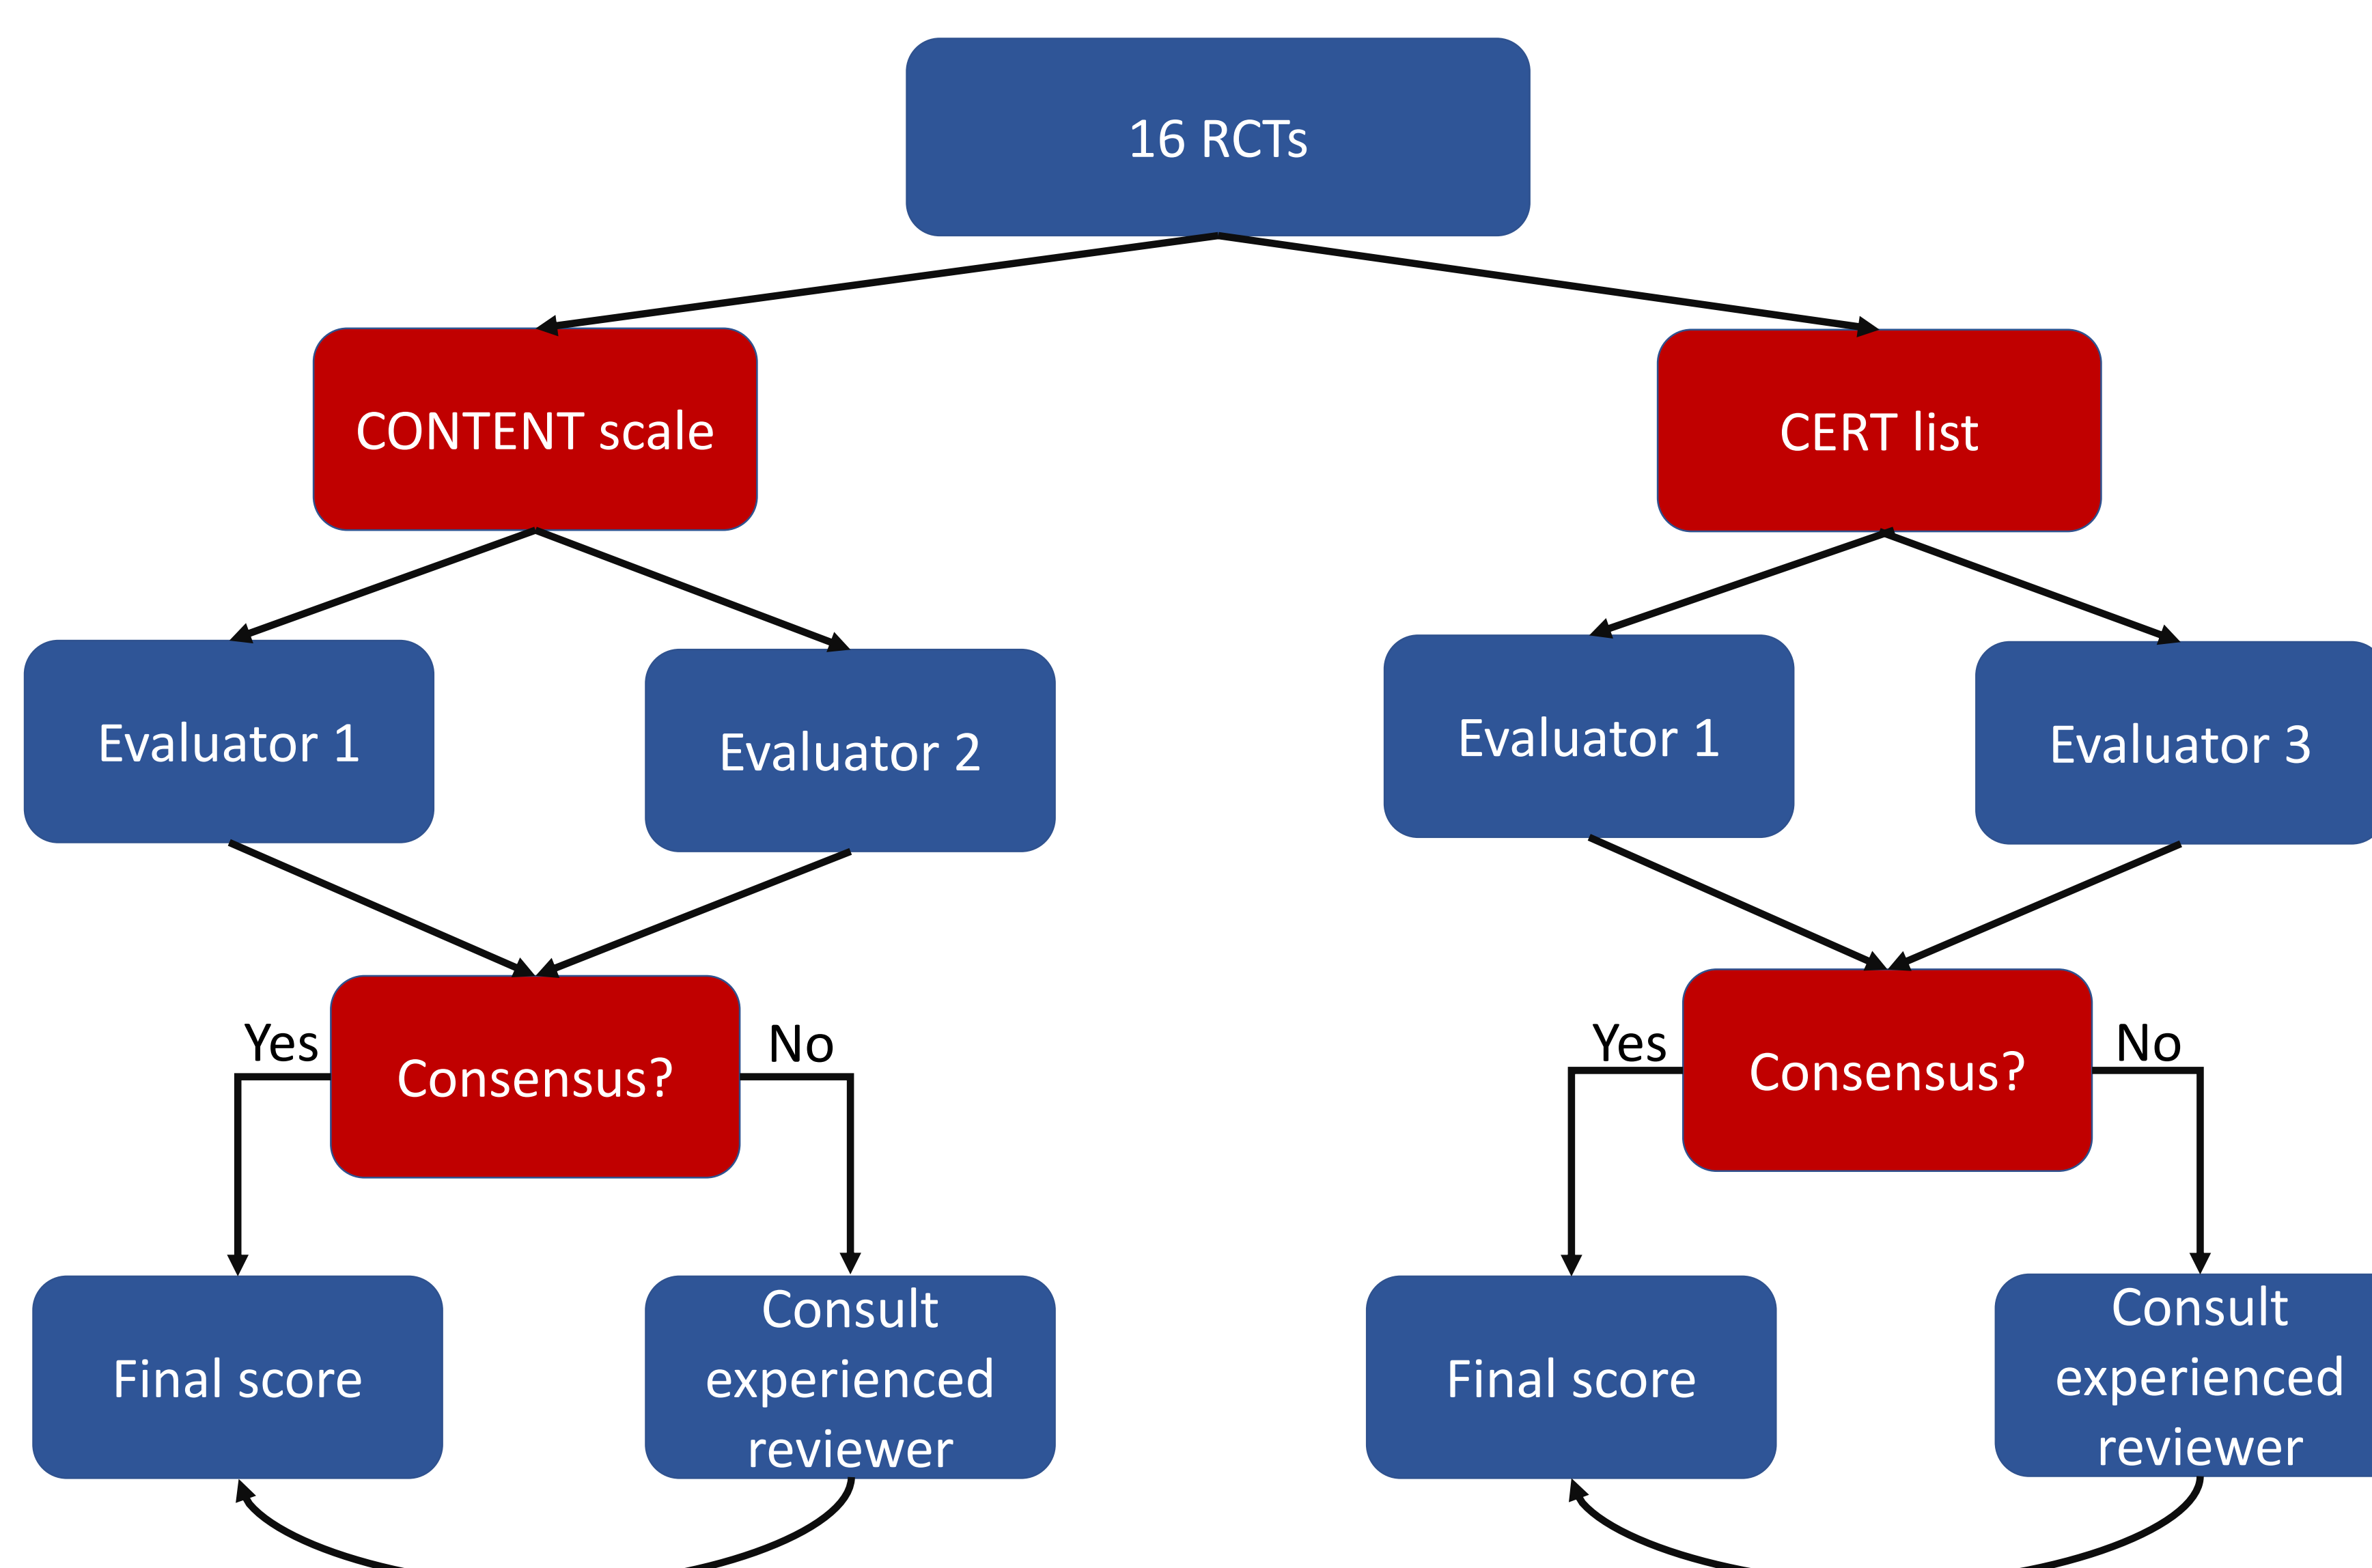 16 RCTs
CONTENT scale
CERT list
Evaluator 1
Evaluator 2
Evaluator 1
Evaluator 3
Yes
Consensus?
No
Yes
Consensus?
No
Final score
Consult
experienced
reviewer
Final score
Consult
experienced
reviewer